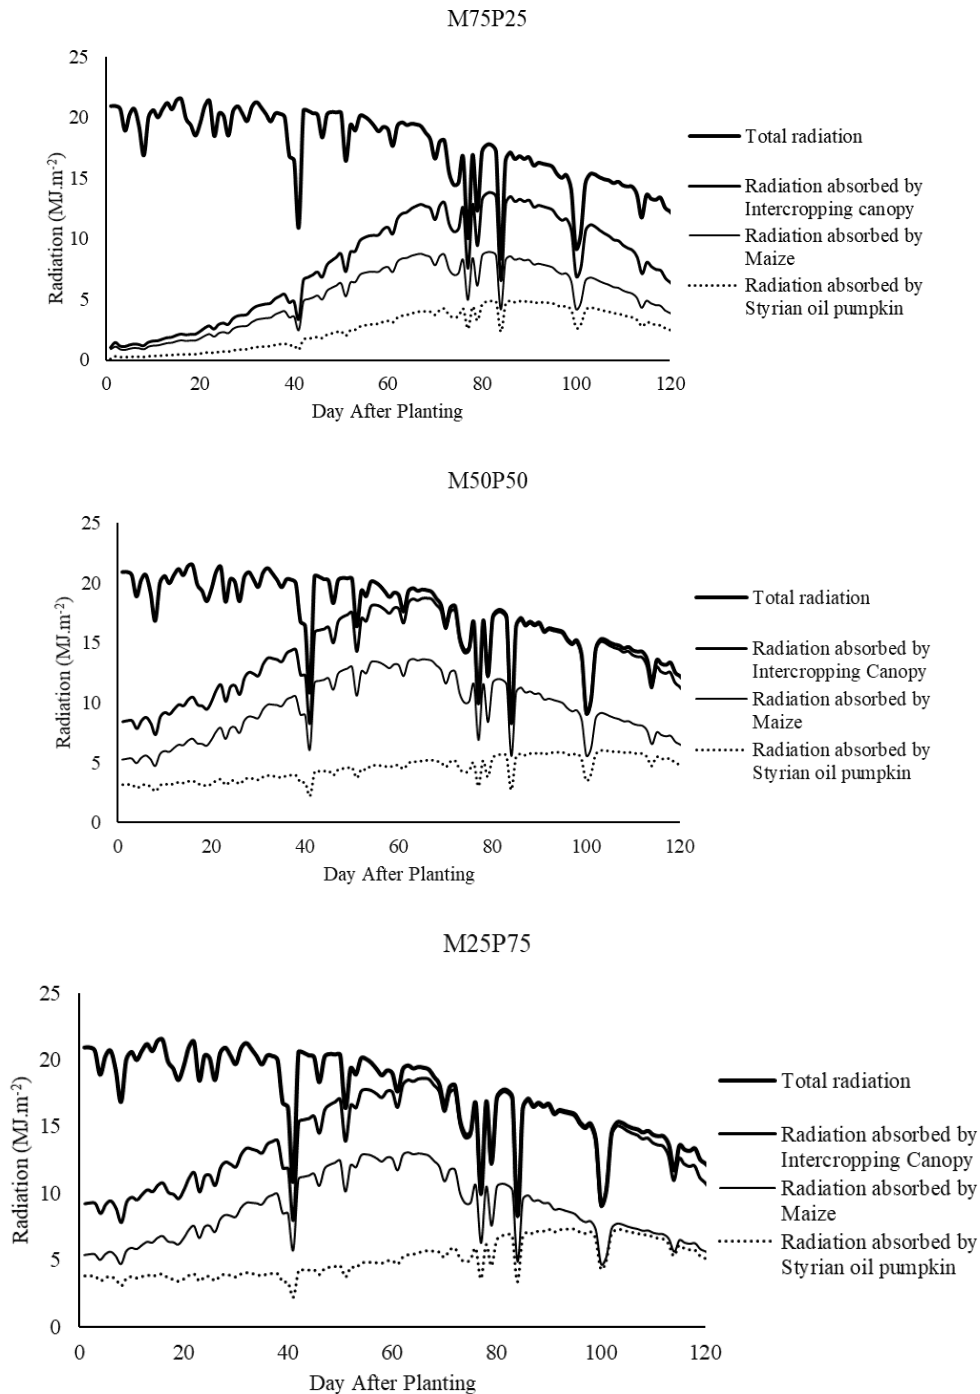 M75P25
25
20
15
10
5
0
Radiation (MJ.m⁻²)
0 20 40 60 80 100 120
Day After Planting
Total radiation
Radiation absorbed by
Intercropping canopy
Radiation absorbed by
Maize
Radiation absorbed by
Styrian oil pumpkin
M50P50
25
20
15
10
5
0
Radiation (MJ.m⁻²)
0 20 40 60 80 100 120
Day After Planting
Total radiation
Radiation absorbed by
Intercropping Canopy
Radiation absorbed by
Maize
Radiation absorbed by
Styrian oil pumpkin
M25P75
25
20
15
10
5
0
Radiation (MJ.m⁻²)
0 20 40 60 80 100 120
Day After Planting
Total radiation
Radiation absorbed by
Intercropping Canopy
Radiation absorbed by
Maize
Radiation absorbed by
Styrian oil pumpkin